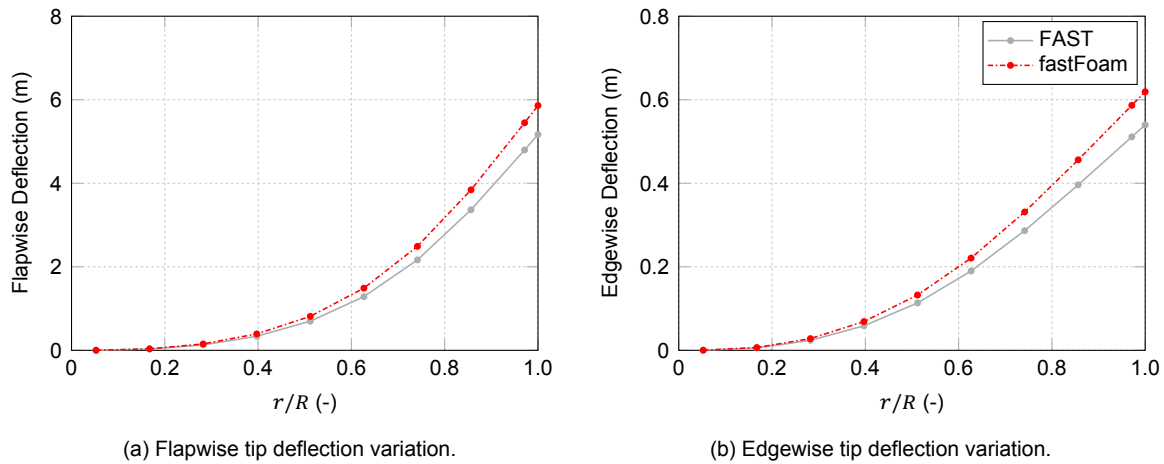 8
6
4
2
0
Flapwise Deflection (m)
0
0.2
0.4
0.6
0.8
1.0
r/R (-)
(a) Flapwise tip deflection variation.
0.8
0.6
0.4
0.2
0
Edgewise Deflection (m)
FAST
fastFoam
0
0.2
0.4
0.6
0.8
1.0
r/R (-)
(b) Edgewise tip deflection variation.